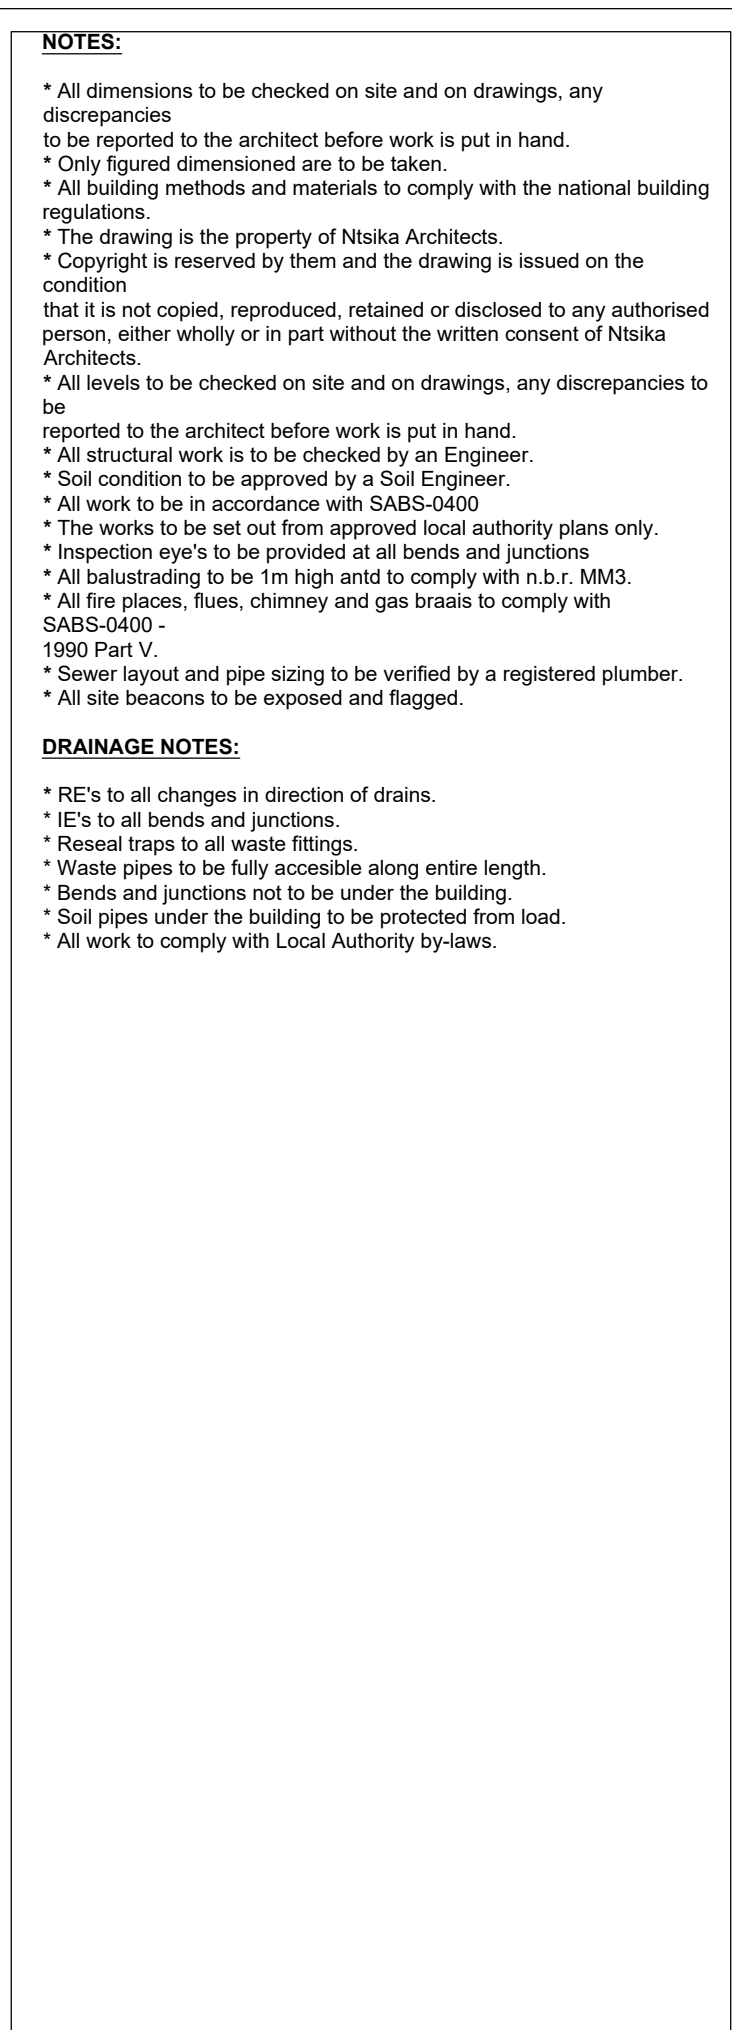 NOTES:
* All dimensions to be checked on site and on drawings, any
discrepancies
to be reported to the architect before work is put in hand.
* Only figured dimensioned are to be taken.
* All building methods and materials to comply with the national building
regulations.
* The drawing is the property of Ntsika Architects.
* Copyright is reserved by them and the drawing is issued on the
condition
that it is not copied, reproduced, retained or disclosed to any authorised
person, either wholly or in part without the written consent of Ntsika
Architects.
* All levels to be checked on site and on drawings, any discrepancies to
be
reported to the architect before work is put in hand.
* All structural work is to be checked by an Engineer.
* Soil condition to be approved by a Soil Engineer.
* All work to be in accordance with SABS-0400
* The works to be set out from approved local authority plans only.
* Inspection eye's to be provided at all bends and junctions
* All balustrading to be 1m high antd to comply with n.b.r. MM3.
* All fire places, flues, chimney and gas braais to comply with
SABS-0400 -
1990 Part V.
* Sewer layout and pipe sizing to be verified by a registered plumber.
* All site beacons to be exposed and flagged.
DRAINAGE NOTES:
* RE's to all changes in direction of drains.
* IE's to all bends and junctions.
* Reseal traps to all waste fittings.
* Waste pipes to be fully accesible along entire length.
* Bends and junctions not to be under the building.
* Soil pipes under the building to be protected from load.
* All work to comply with Local Authority by-laws.